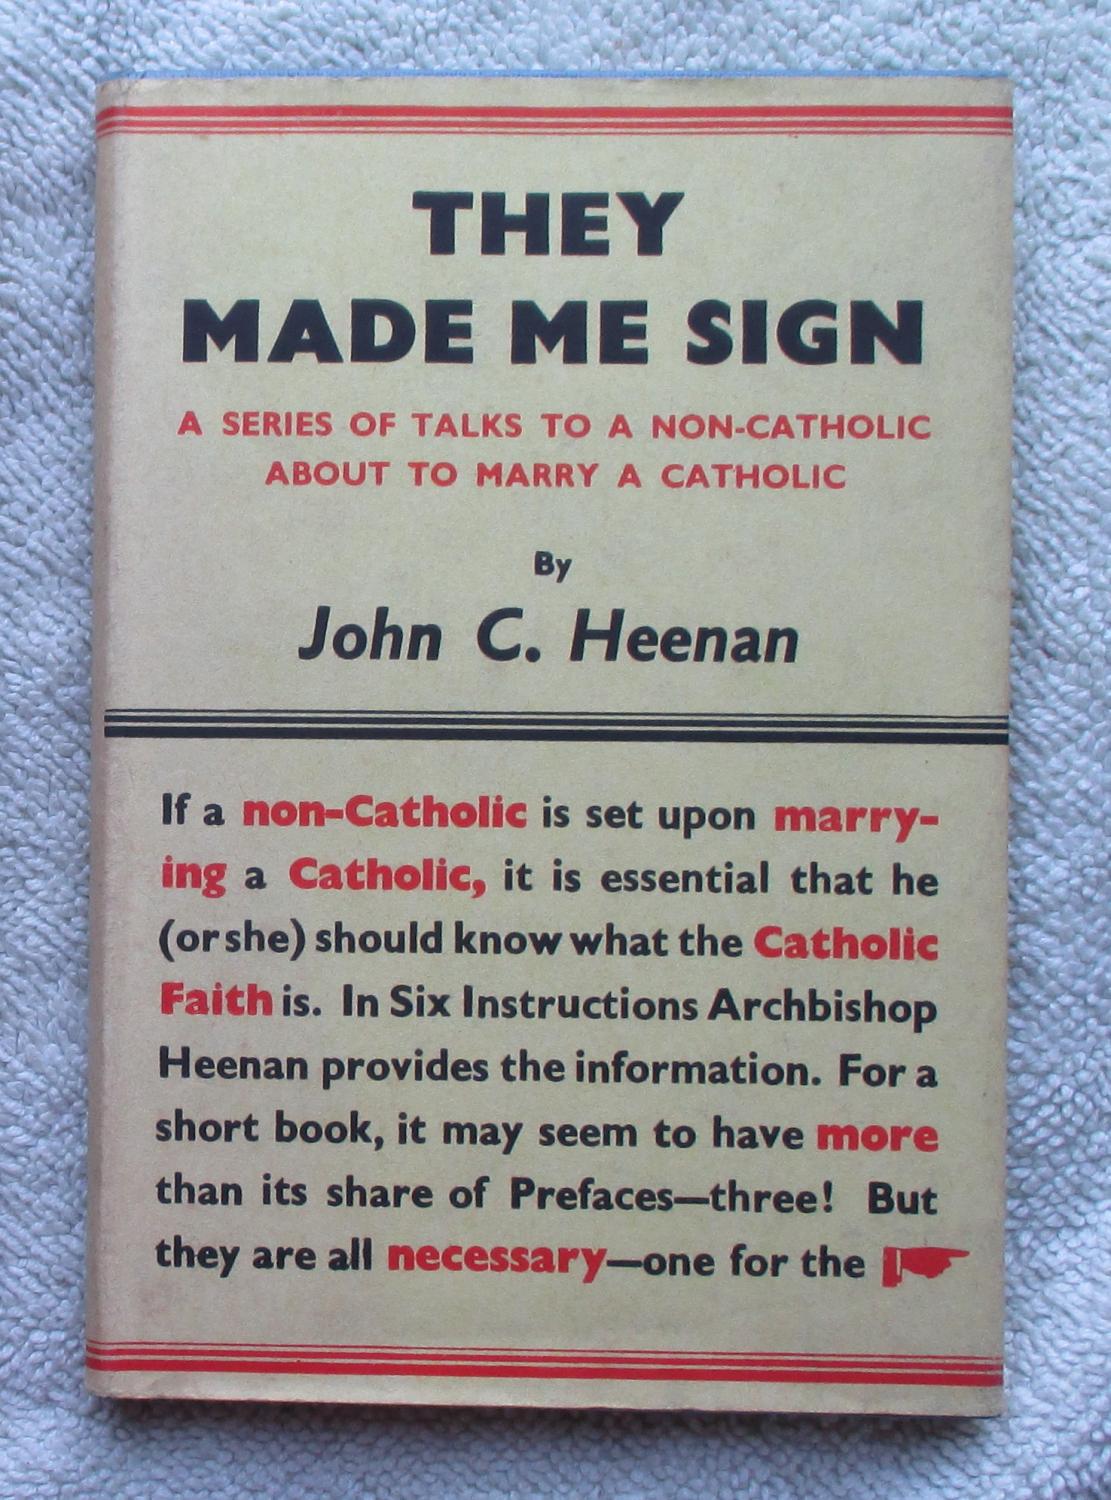 THEY
MADE ME SIGN
A SERIES OF TALKS TO A NON-CATHOLIC
ABOUT TO MARRY A CATHOLIC
By
John C. Heenan
If a non-Catholic is set upon marry-
ing a Catholic, it is essential that he
(or she) should know what the Catholic
Faith is. In Six Instructions Archbishop
Heenan provides the information. For a
short book, it may seem to have more
than its share of Prefaces—three! But
they are all necessary—one for the